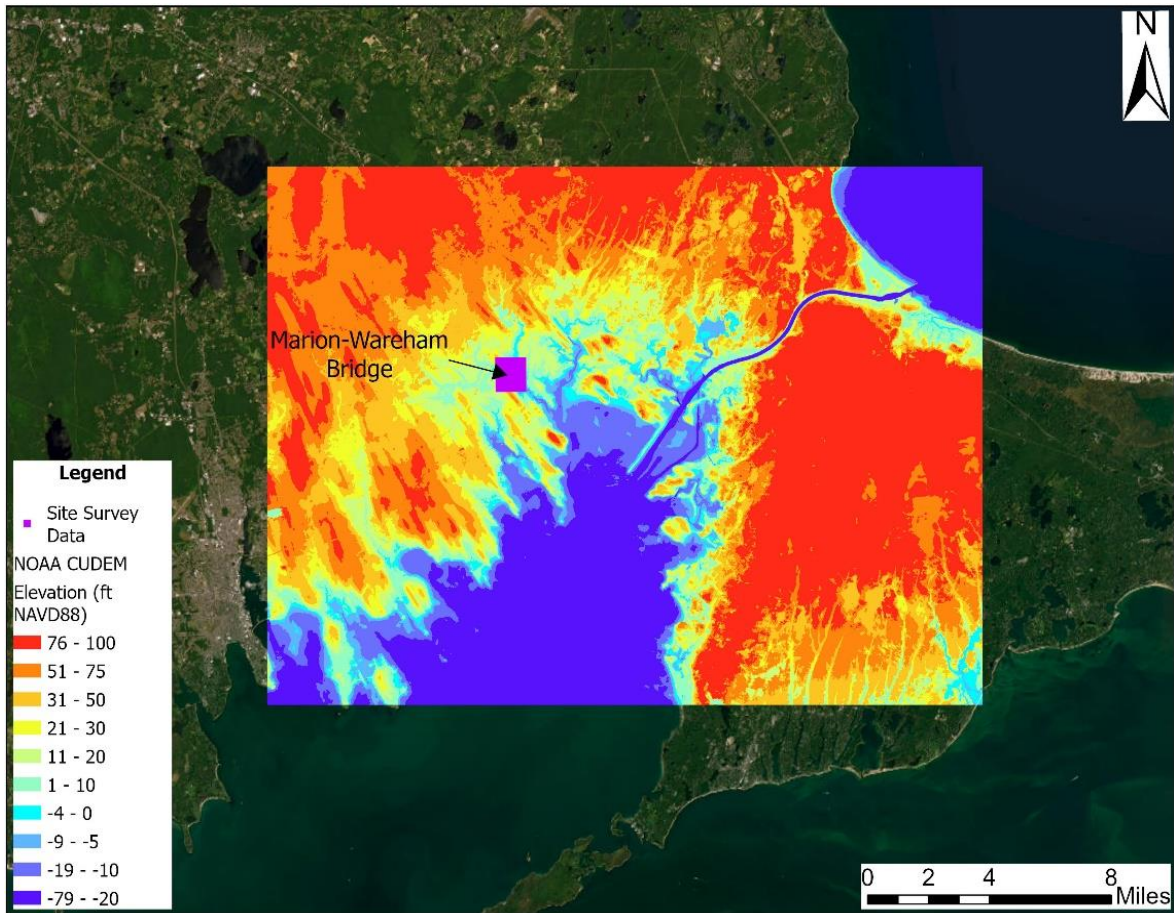 N
Marion-Wareham
Bridge
Legend
Site Survey
Data
NOAA CUDEM
Elevation (ft
NAVD88)
76 - 100
51 - 75
31 - 50
21 - 30
11 - 20
1 - 10
-4 - 0
-9 - -5
-19 - -10
-79 - -20
0 2 4 8
Miles